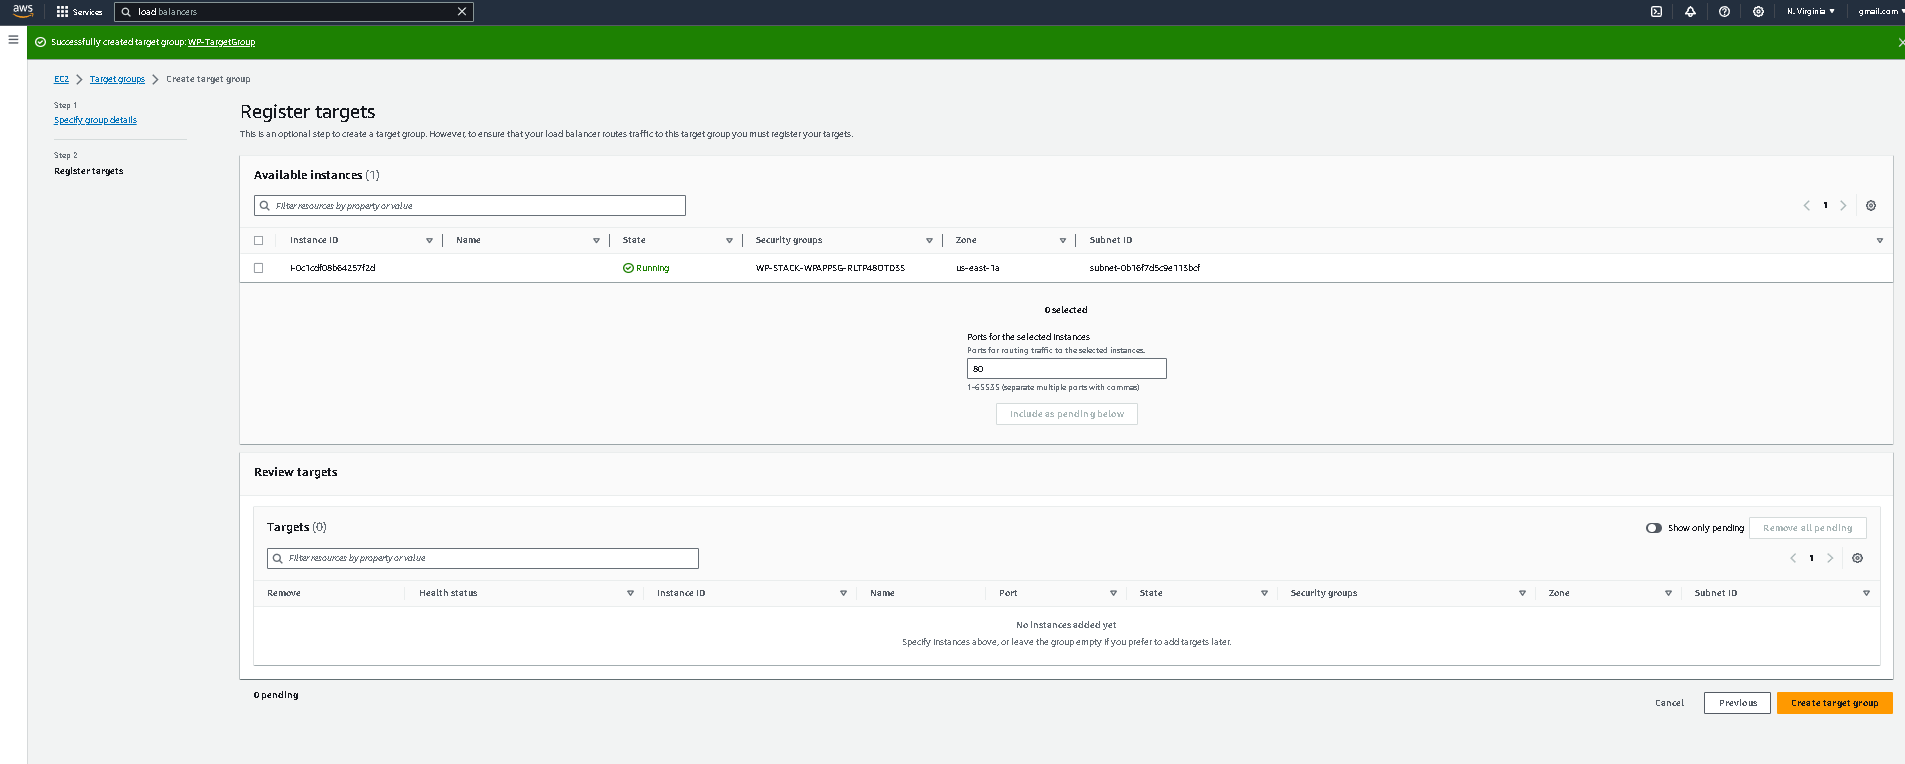 aws Services load balancers N. Virginia gmail.com
Successfully created target group: WP-TargetGroup
EC2 Target groups Create target group
Step 1
Specify group details
Step 2
Register targets
Register targets
This is an optional step to create a target group. However, to ensure that your load balancer routes traffic to this target group you must register your targets.
Available instances (1)
Filter resources by property or value
1
Instance ID Name State Security groups Zone Subnet ID
i-0c1cdf08b64257f2d Running WP-STACK-WPAPPSG-RLTP48OTD3S us-east-1a subnet-0b16f7d5c9e113bcf
0 selected
Ports for the selected instances
Ports for routing traffic to the selected instances.
80
1-65535 (separate multiple ports with commas)
Include as pending below
Review targets
Targets (0)
Show only pending Remove all pending
Filter resources by property or value
1
Remove Health status Instance ID Name Port State Security groups Zone Subnet ID
No instances added yet
Specify instances above, or leave the group empty if you prefer to add targets later.
0 pending
Cancel Previous Create target group